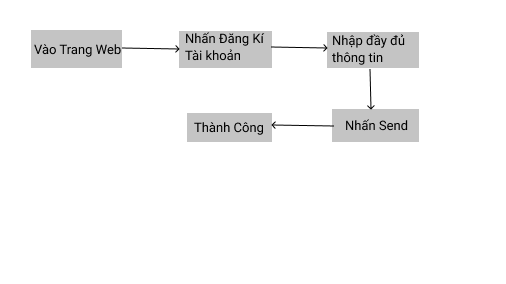 Vào Trang Web
Nhấn Đăng Kí
Tài khoản
Nhập đầy đủ
thông tin
Nhấn Send
Thành Công